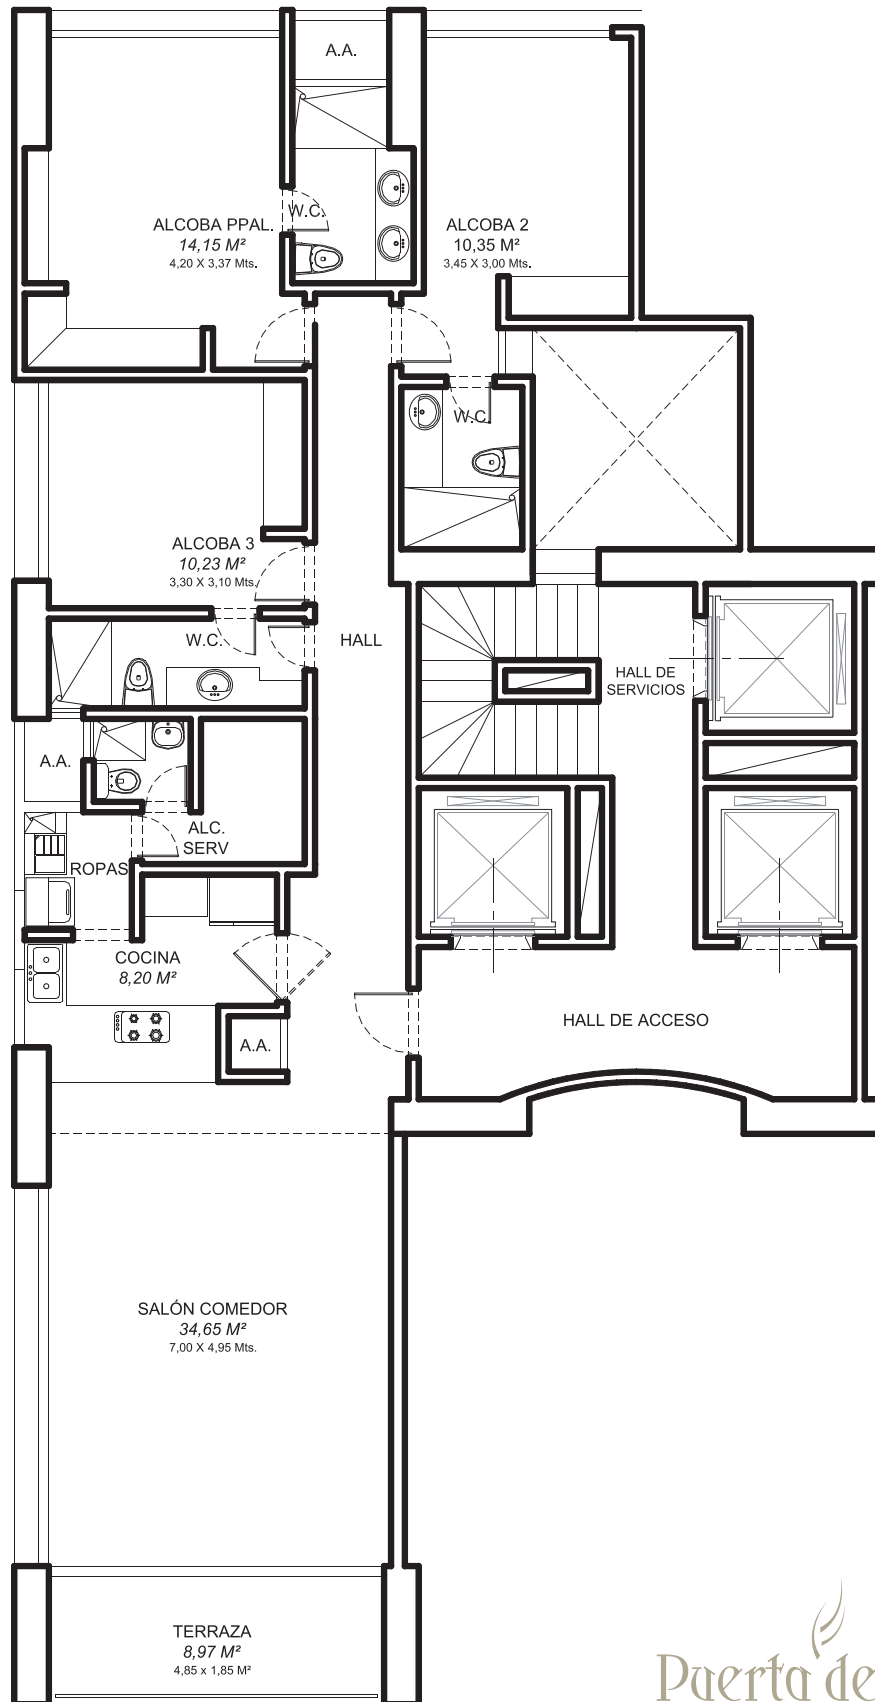 A.A.
W.C.
ALCOBA PPAL.
14,15 M²
4,20 X 3,37 Mts.
ALCOBA 2
10,35 M²
3,45 X 3,00 Mts.
W.C.
ALCOBA 3
10,23 M²
3,30 X 3,10 Mts.
W.C.
HALL
HALL DE
SERVICIOS
A.A.
ALC.
SERV
ROPAS
COCINA
8,20 M²
A.A.
HALL DE ACCESO
SALÓN COMEDOR
34,65 M²
7,00 X 4,95 Mts.
TERRAZA
8,97 M²
4,85 x 1,85 M²
Puerta de